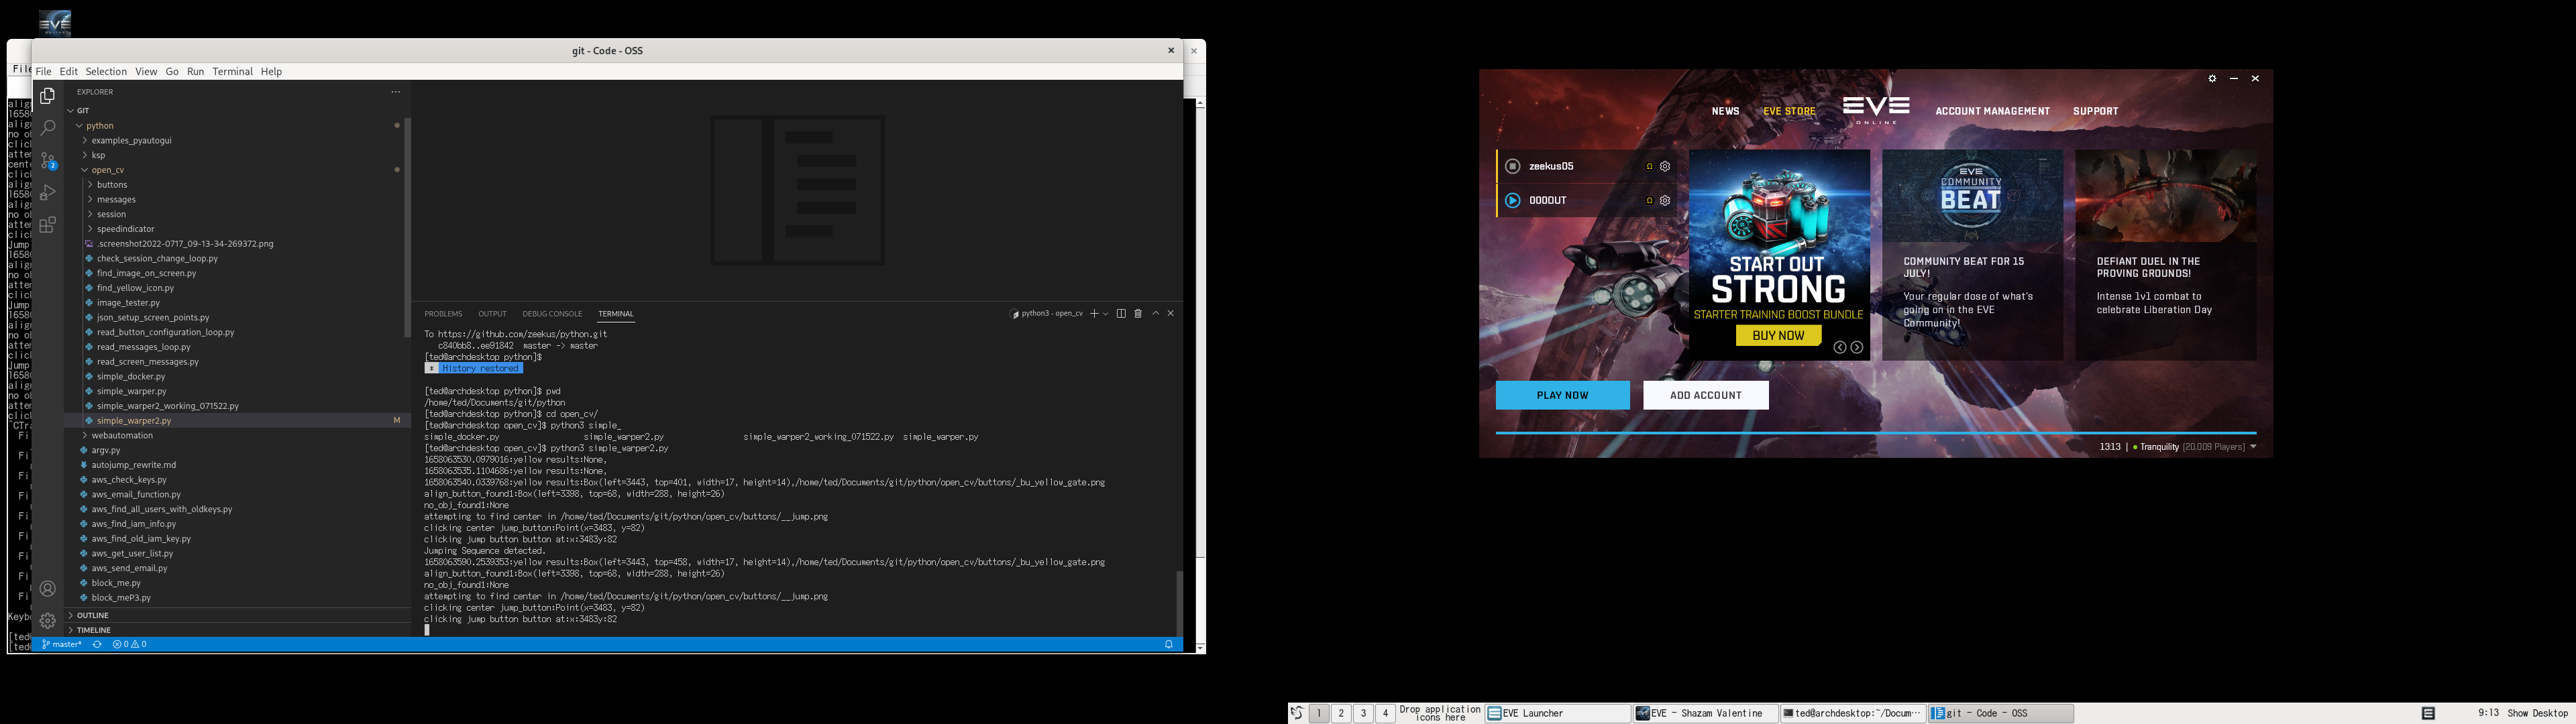 EVE
ONLINE
git - Code - OSS
File Edit Selection View Go Run Terminal Help
EXPLORER
GIT
python
examples_pyautogui
ksp
open_cv
buttons
messages
session
speedindicator
.screenshot2022-0717_09-13-34-269372.png
check_session_change_loop.py
find_image_on_screen.py
find_yellow_icon.py
image_tester.py
json_setup_screen_points.py
read_button_configuration_loop.py
read_messages_loop.py
read_screen_messages.py
simple_docker.py
simple_warper.py
simple_warper2_working_071522.py
simple_warper2.py M
webautomation
argv.py
autojump_rewrite.md
aws_check_keys.py
aws_email_function.py
aws_find_all_users_with_oldkeys.py
aws_find_iam_info.py
aws_find_old_iam_key.py
aws_get_user_list.py
aws_send_email.py
block_me.py
block_meP3.py
OUTLINE
TIMELINE
2
master* 0 0
PROBLEMS OUTPUT DEBUG CONSOLE TERMINAL
python3 - open_cv
To https://github.com/zeekus/python.git
c840bb8..ee91842 master -> master
[ted@archdesktop python]$
* History restored
[ted@archdesktop python]$ pwd
/home/ted/Documents/git/python
[ted@archdesktop python]$ cd open_cv/
[ted@archdesktop open_cv]$ python3 simple_
simple_docker.py simple_warper2.py simple_warper2_working_071522.py simple_warper.py
[ted@archdesktop open_cv]$ python3 simple_warper2.py
1658063530.0979016:yellow results:None,
1658063535.1104686:yellow results:None,
1658063540.0339768:yellow results:Box(left=3443, top=401, width=17, height=14),/home/ted/Documents/git/python/open_cv/buttons/_bu_yellow_gate.png
align_button_found1:Box(left=3398, top=68, width=288, height=26)
no_obj_found1:None
attempting to find center in /home/ted/Documents/git/python/open_cv/buttons/__jump.png
clicking center jump_button:Point(x=3483, y=82)
clicking jump button button at:x:3483y:82
Jumping Sequence detected.
1658063590.2539353:yellow results:Box(left=3443, top=458, width=17, height=14),/home/ted/Documents/git/python/open_cv/buttons/_bu_yellow_gate.png
align_button_found1:Box(left=3398, top=68, width=288, height=26)
no_obj_found1:None
attempting to find center in /home/ted/Documents/git/python/open_cv/buttons/__jump.png
clicking center jump_button:Point(x=3483, y=82)
clicking jump button button at:x:3483y:82
NEWS EVE STORE EVE ONLINE ACCOUNT MANAGEMENT SUPPORT
zeekus05
OOOOUT
START OUT
STRONG
STARTER TRAINING BOOST BUNDLE
BUY NOW
EVE
COMMUNITY
BEAT
COMMUNITY BEAT FOR 15
JULY!
Your regular dose of what's
going on in the EVE
Community!
DEFIANT DUEL IN THE
PROVING GROUNDS!
Intense 1v1 combat to
celebrate Liberation Day
PLAY NOW ADD ACCOUNT
13:13 | Tranquility (20,009 Players)
1 2 3 4 Drop application
icons here
EVE Launcher
EVE - Shazam Valentine
ted@archdesktop:~/Docum…
git - Code - OSS
9:13 Show Desktop